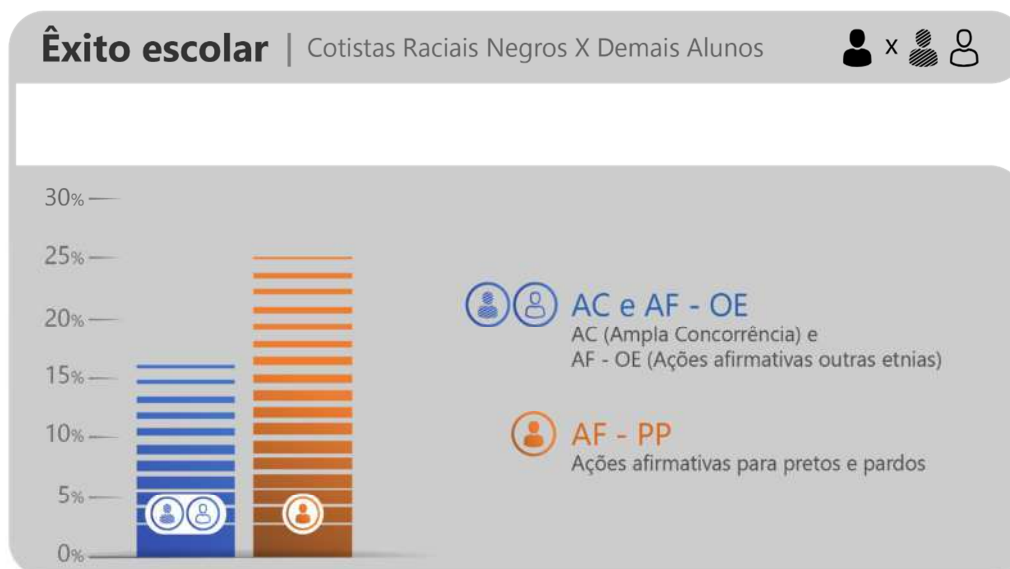 Êxito escolar | Cotistas Raciais Negros X Demais Alunos
x
30%
25%
20%
15%
10%
5%
0%
AC e AF - OE
AC (Ampla Concorrência) e
AF - OE (Ações afirmativas outras etnias)
AF - PP
Ações afirmativas para pretos e pardos